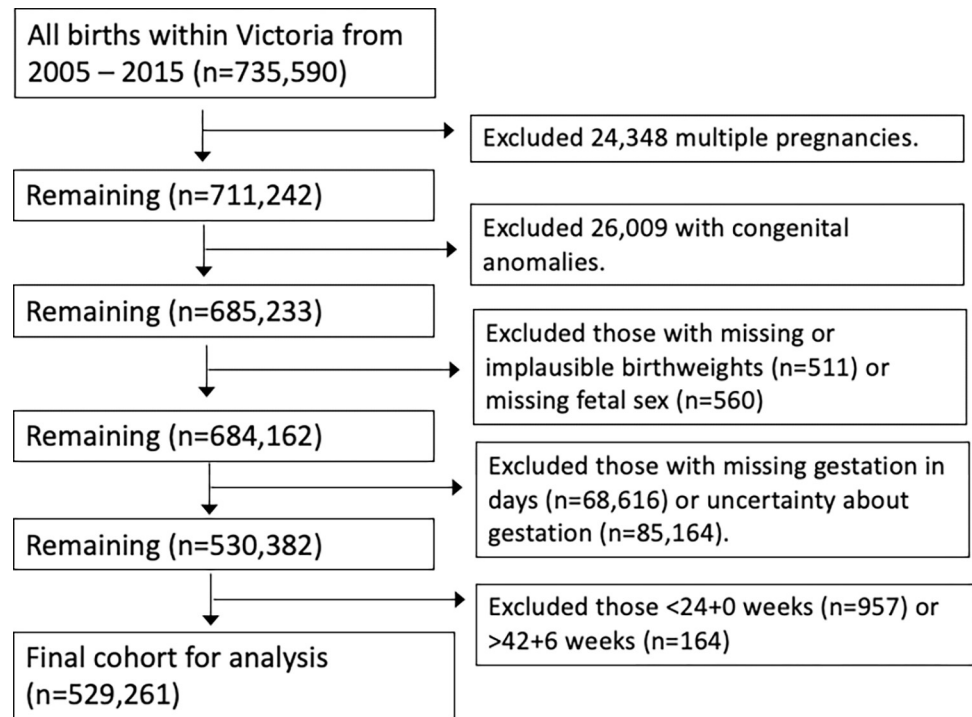 All births within Victoria from
2005 – 2015 (n=735,590)
Excluded 24,348 multiple pregnancies.
Remaining (n=711,242)
Excluded 26,009 with congenital
anomalies.
Remaining (n=685,233)
Excluded those with missing or
implausible birthweights (n=511) or
missing fetal sex (n=560)
Remaining (n=684,162)
Excluded those with missing gestation in
days (n=68,616) or uncertainty about
gestation (n=85,164).
Remaining (n=530,382)
Excluded those <24+0 weeks (n=957) or
>42+6 weeks (n=164)
Final cohort for analysis
(n=529,261)